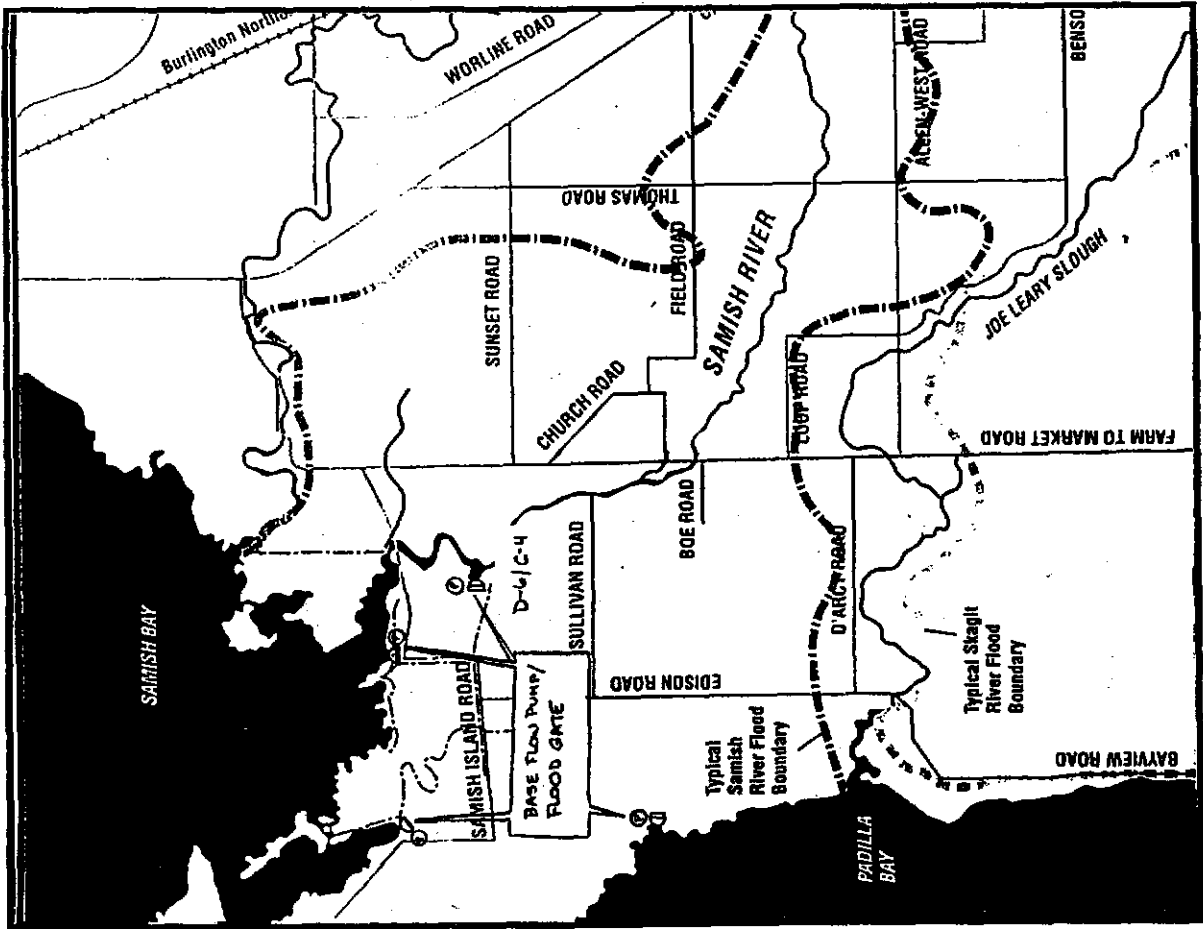 Burlington North
WORLINE ROAD
ALLEN-WEST ROAD
BENSO
THOMAS ROAD
SUNSET ROAD
FIELD ROAD
SAMISH RIVER
JOE LEARY SLOUGH
CHURCH ROAD
LOOP ROAD
FARM TO MARKET ROAD
SAMISH BAY
BOE ROAD
D-6/C-4
SULLIVAN ROAD
D'ARCY ROAD
SAMISH ISLAND ROAD
EDISON ROAD
BASE FLOW PUMP/
FLOOD GATE
Typical Skagit
River Flood
Boundary
Typical
Samish
River Flood
Boundary
BAYVIEW ROAD
PADILLA
BAY